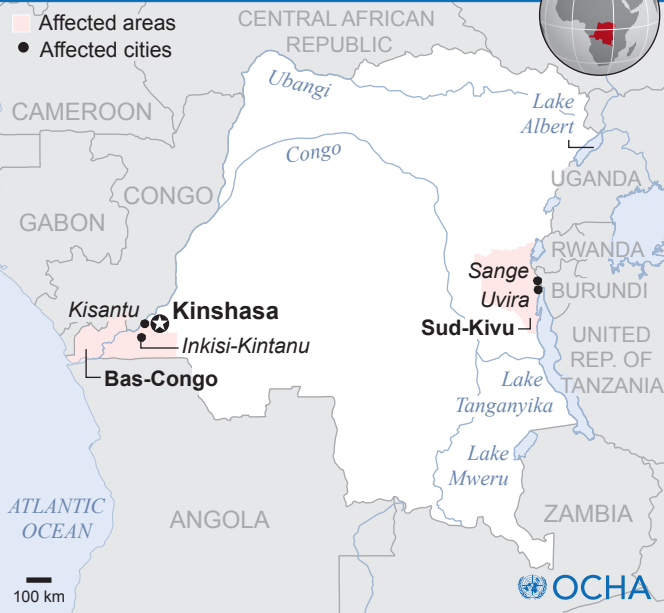 Affected areas
Affected cities
CENTRAL AFRICAN
REPUBLIC
CAMEROON
Ubangi
Lake
Albert
Congo
UGANDA
CONGO
GABON
RWANDA
Sange
BURUNDI
Uvira
Kisantu
Kinshasa
Sud-Kivu
Inkisi-Kintanu
UNITED
REP. OF
TANZANIA
Bas-Congo
Lake
Tanganyika
Lake
Mweru
ATLANTIC
OCEAN
ANGOLA
ZAMBIA
100 km
OCHA